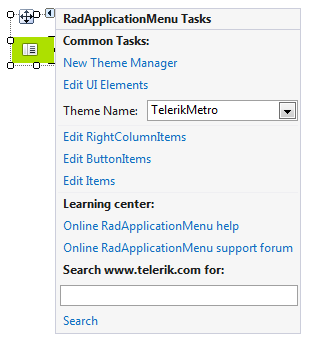 RadApplicationMenu Tasks
Common Tasks:
New Theme Manager
Edit UI Elements
Theme Name: TelerikMetro
Edit RightColumnItems
Edit ButtonItems
Edit Items
Learning center:
Online RadApplicationMenu help
Online RadApplicationMenu support forum
Search www.telerik.com for:
Search